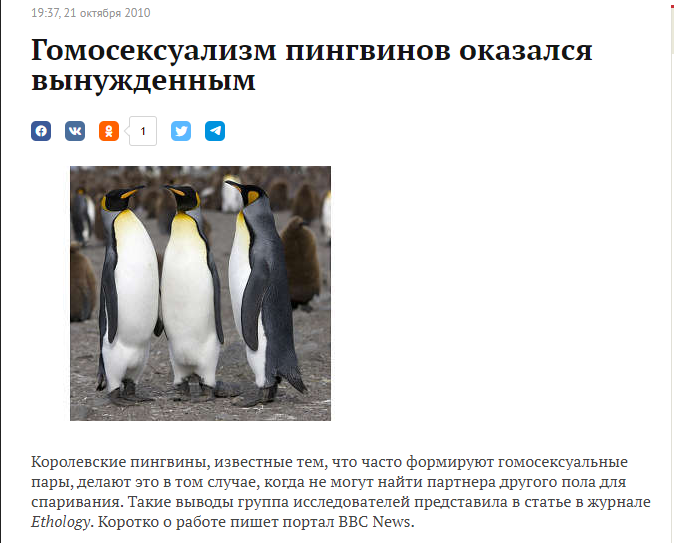 19:37, 21 октября 2010
Гомосексуализм пингвинов оказался
вынужденным
1
Королевские пингвины, известные тем, что часто формируют гомосексуальные
пары, делают это в том случае, когда не могут найти партнера другого пола для
спаривания. Такие выводы группа исследователей представила в статье в журнале
Ethology. Коротко о работе пишет портал BBC News.